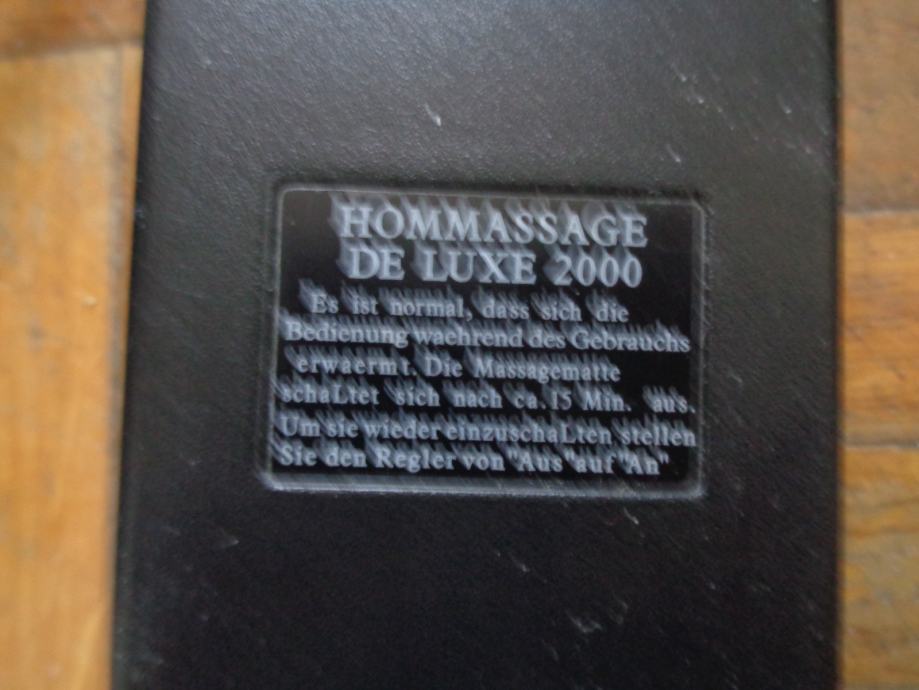 HOMMASSAGE
DE LUXE 2000
Es ist normal, dass sich die
Bedienung waehrend des Gebrauchs
erwaermt. Die Massagematte
schaLtet sich nach ca. 15 Min. aus.
Um sie wieder einzuschaLten stellen
Sie den Regler von "Aus" auf "An"